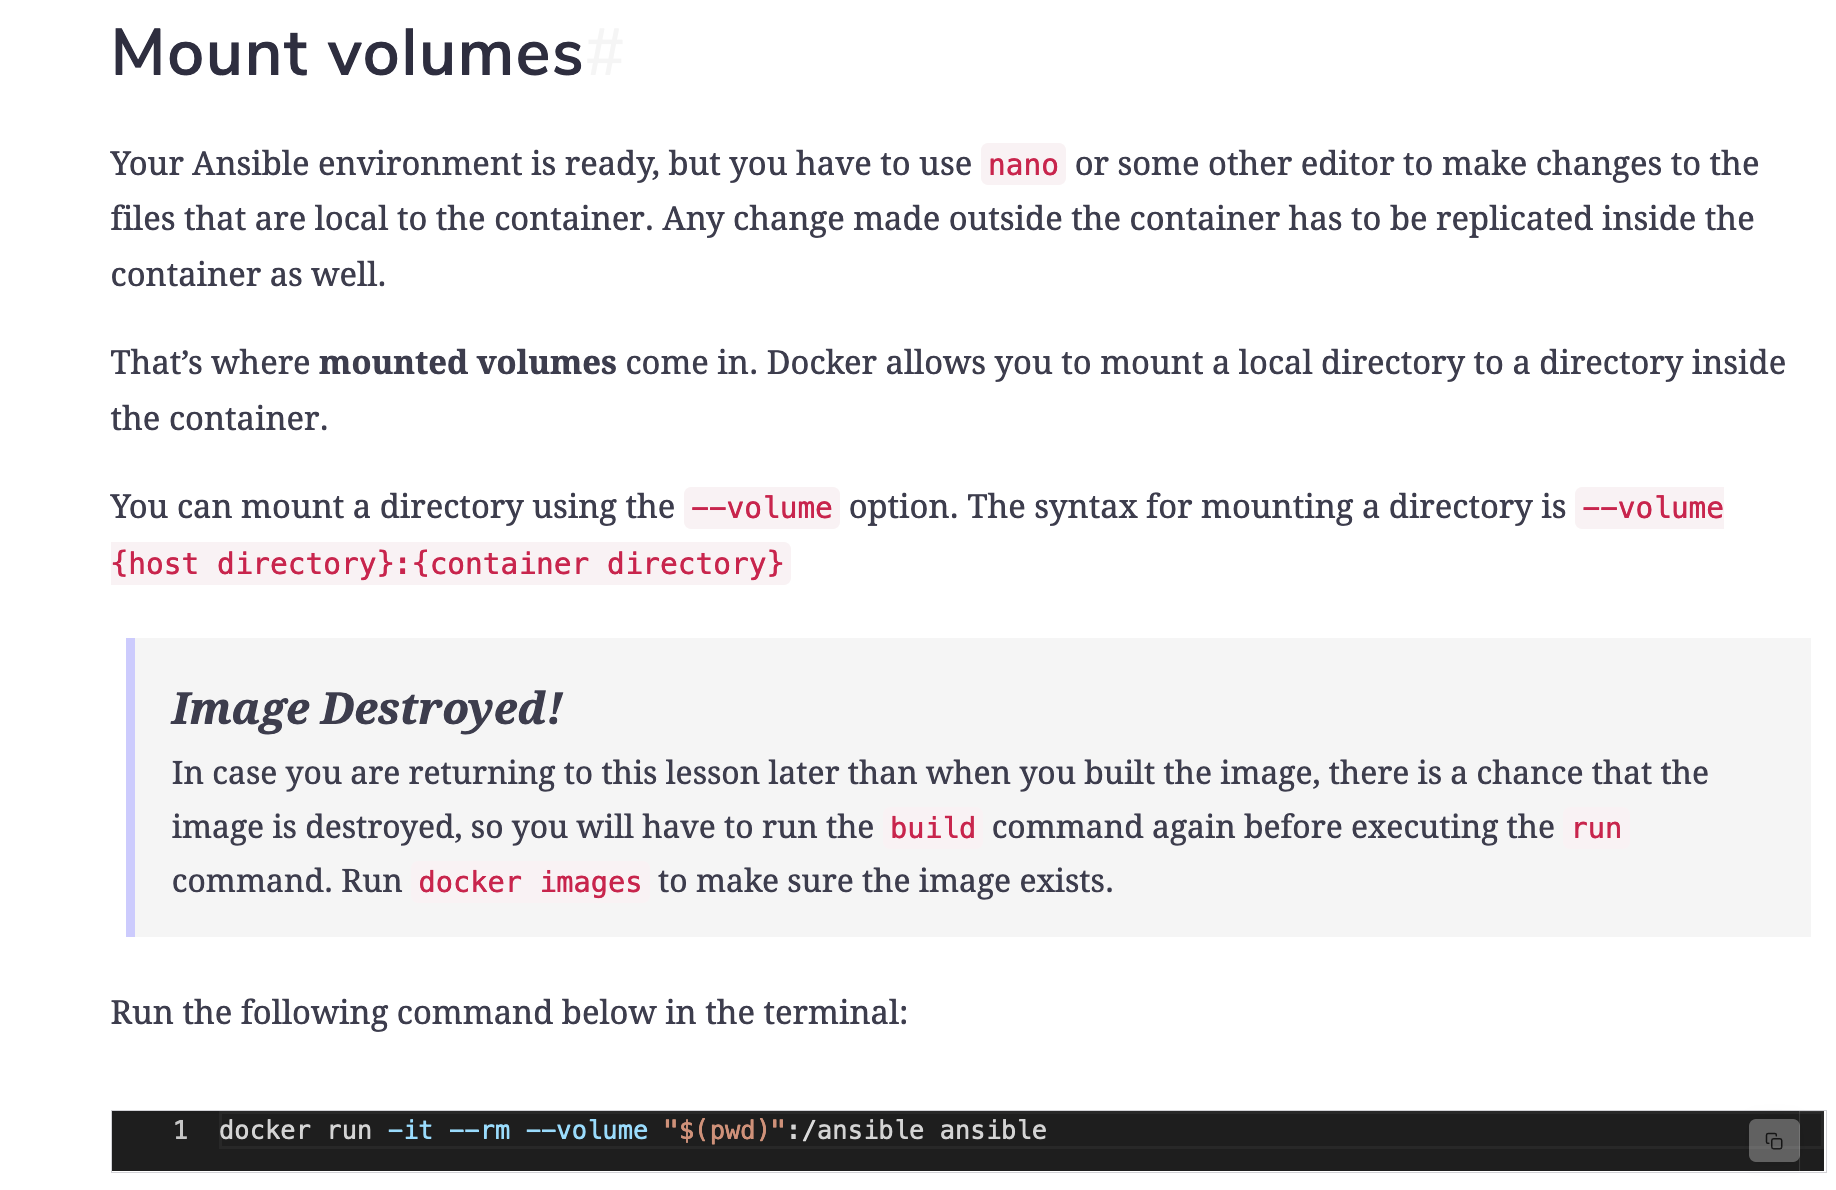 Mount volumes#
Your Ansible environment is ready, but you have to use nano or some other editor to make changes to the
files that are local to the container. Any change made outside the container has to be replicated inside the
container as well.
That’s where mounted volumes come in. Docker allows you to mount a local directory to a directory inside
the container.
You can mount a directory using the --volume option. The syntax for mounting a directory is --volume
{host directory}:{container directory}
Image Destroyed!
In case you are returning to this lesson later than when you built the image, there is a chance that the
image is destroyed, so you will have to run the build command again before executing the run
command. Run docker images to make sure the image exists.
Run the following command below in the terminal:
1 docker run -it --rm --volume "$(pwd)":/ansible ansible